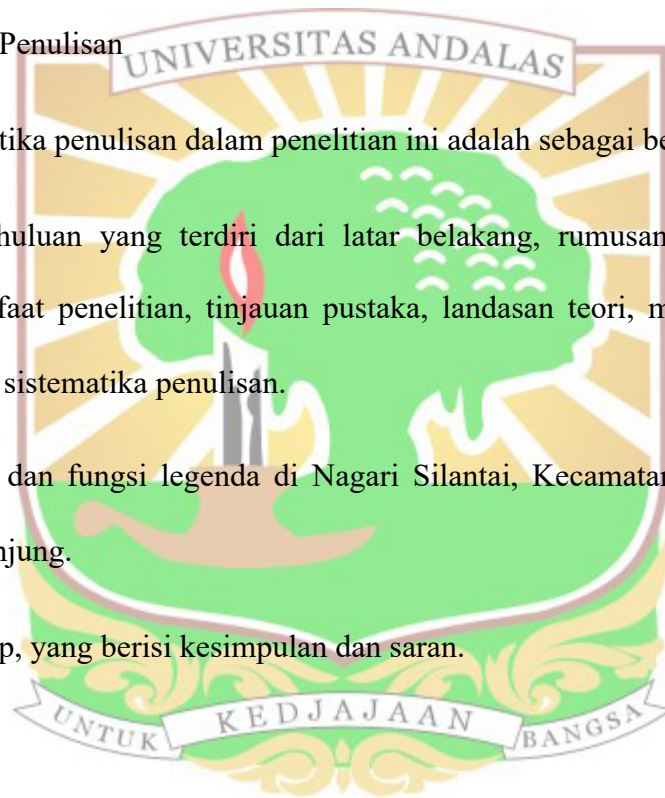 Penulisan
UNIVERSITAS ANDALAS
tika penulisan dalam penelitian ini adalah sebagai be
huluan yang terdiri dari latar belakang, rumusan
faat penelitian, tinjauan pustaka, landasan teori, m
sistematika penulisan.
dan fungsi legenda di Nagari Silantai, Kecamatan
njung.
p, yang berisi kesimpulan dan saran.
UNTUK KEDJAJAAN BANGSA